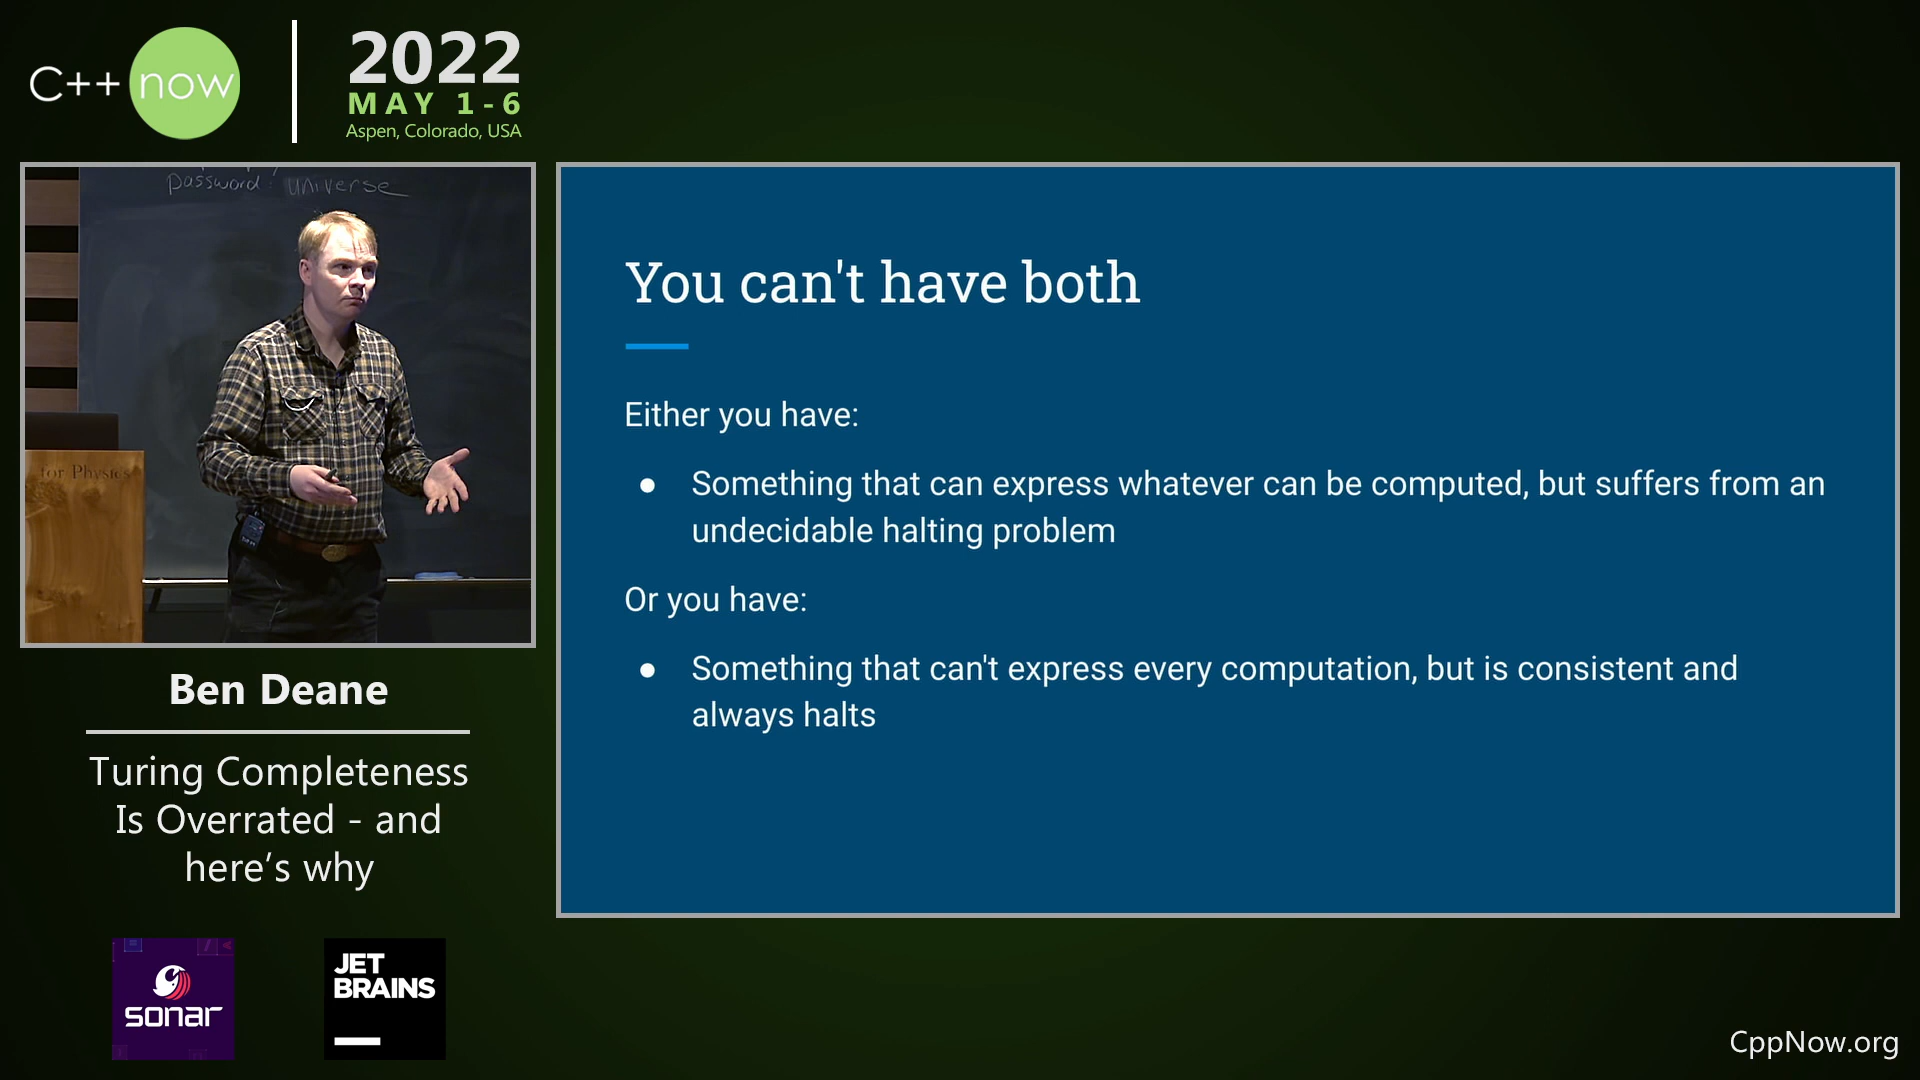 C++ now
2022
MAY 1-6
Aspen, Colorado, USA
password: universe
for Physics
Ben Deane
Turing Completeness
Is Overrated - and
here's why
sonar
JET
BRAINS
You can't have both
Either you have:
● Something that can express whatever can be computed, but suffers from an
undecidable halting problem
Or you have:
● Something that can't express every computation, but is consistent and
always halts
CppNow.org